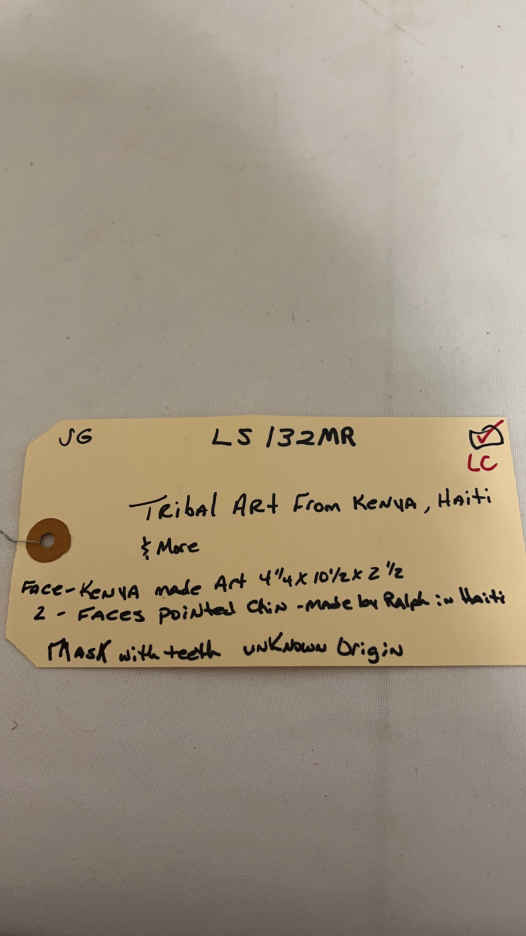 JG LS 132MR
LC
Tribal Art From Kenya, Haiti
& More
Face-Kenya made Art 4 1/4 x 10 1/2 x 2 1/2
2 - Faces pointed Chin - made by Ralph in Haiti
Mask with teeth unknown Origin